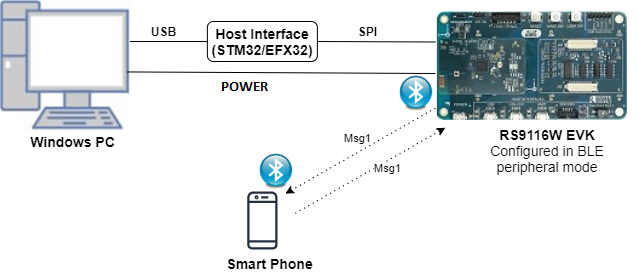 USB
Host Interface
(STM32/EFX32)
SPI
POWER
Windows PC
RS9116W EVK
Configured in BLE
peripheral mode
Msg1
Msg1
Smart Phone